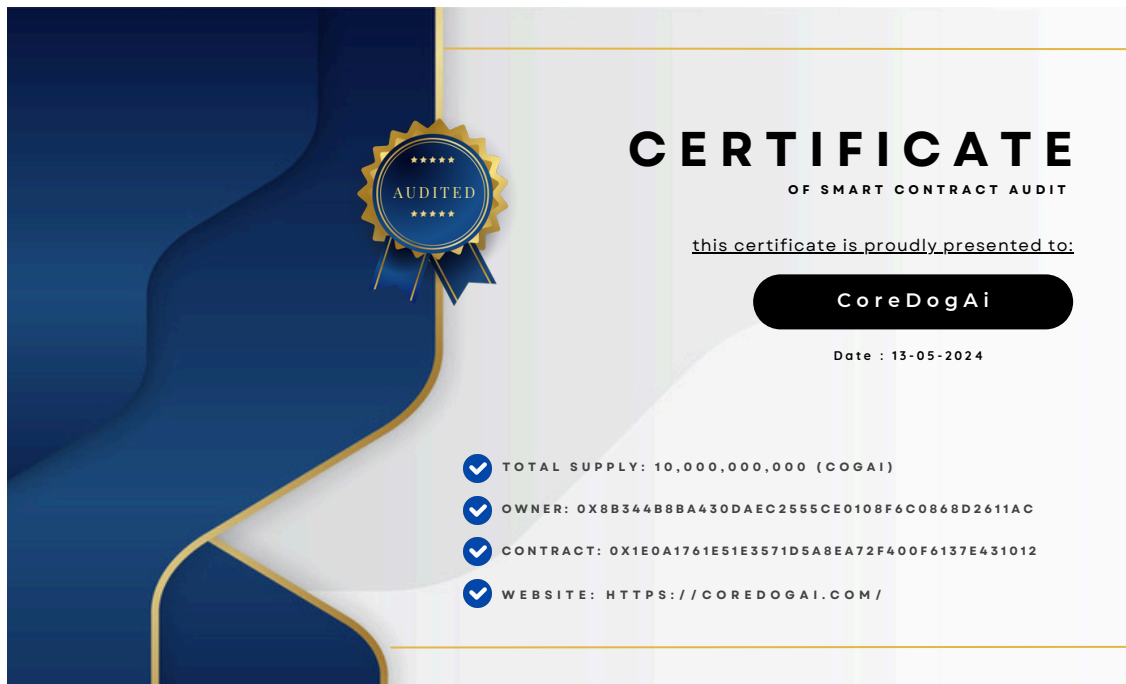 AUDITED
CERTIFICATE
OF SMART CONTRACT AUDIT
this certificate is proudly presented to:
CoreDogAi
Date : 13-05-2024
TOTAL SUPPLY: 10,000,000,000 (COGAI)
OWNER: 0X8B344B8BA430DAEC2555CE0108F6C0868D2611AC
CONTRACT: 0X1E0A1761E51E3571D5A8EA72F400F6137E431012
WEBSITE: HTTPS://COREDOGAI.COM/